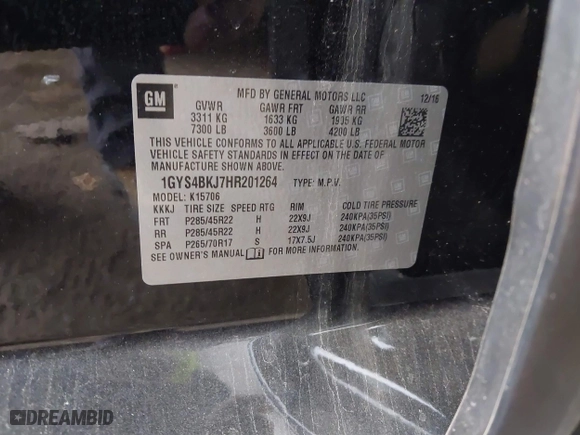 GM
MFD BY GENERAL MOTORS LLC 12/16
GVWR GAWR FRT GAWR RR
3311 KG 1633 KG 1905 KG
7300 LB 3600 LB 4200 LB
THIS VEHICLE CONFORMS TO ALL APPLICABLE U.S. FEDERAL MOTOR
VEHICLE SAFETY STANDARDS IN EFFECT ON THE DATE OF
MANUFACTURE SHOWN ABOVE.
1GYS4BKJ7HR201264 TYPE: M.P.V.
MODEL: K15706
KKKJ TIRE SIZE SPEED RTG RIM COLD TIRE PRESSURE
FRT P285/45R22 H 22X9J 240KPA(35PSI)
RR P285/45R22 H 22X9J 240KPA(35PSI)
SPA P265/70R17 S 17X7.5J 240KPA(35PSI)
SEE OWNER'S MANUAL FOR MORE INFORMATION.
DREAMBID